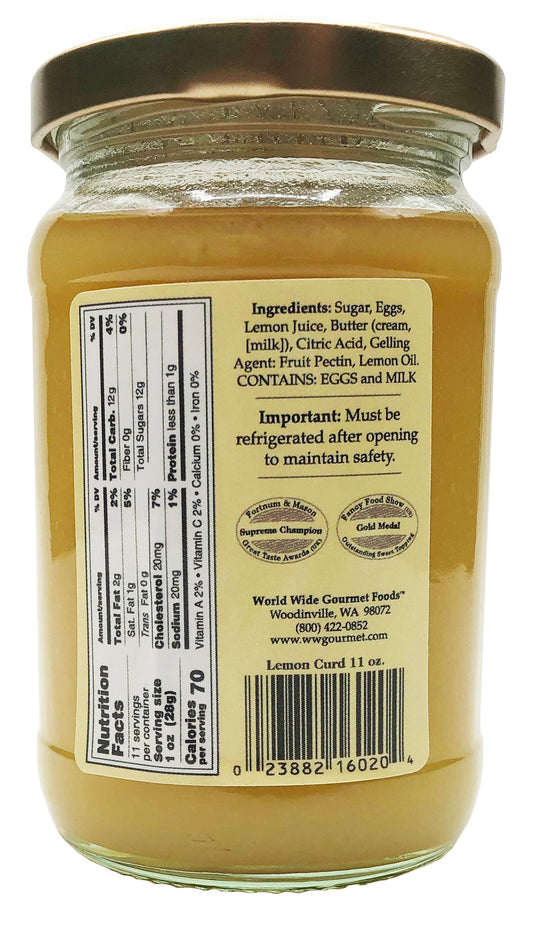 Nutrition
Facts
11 servings
per container
Serving size
1 oz (28g)
Calories 70
per serving
Amount/serving % DV
Total Fat 2g 2%
Sat. Fat 1g 5%
Trans Fat 0 g
Cholesterol 20mg 7%
Sodium 20mg 1%
Amount/serving % DV
Total Carb. 12g 4%
Fiber 0g 0%
Total Sugars 12g
Protein less than 1g
Vitamin A 2% • Vitamin C 2% • Calcium 0% • Iron 0%
Ingredients: Sugar, Eggs,
Lemon Juice, Butter (cream,
[milk]), Citric Acid, Gelling
Agent: Fruit Pectin, Lemon Oil.
CONTAINS: EGGS and MILK
Important: Must be
refrigerated after opening
to maintain safety.
Fortnum & Mason
Supreme Champion
Great Taste Awards (UK)
Fancy Food Show
Gold Medal
Outstanding Sweet Topping
World Wide Gourmet Foods™
Woodinville, WA 98072
(800) 422-0852
www.wwgourmet.com
Lemon Curd 11 oz.
0 23882 16020 4